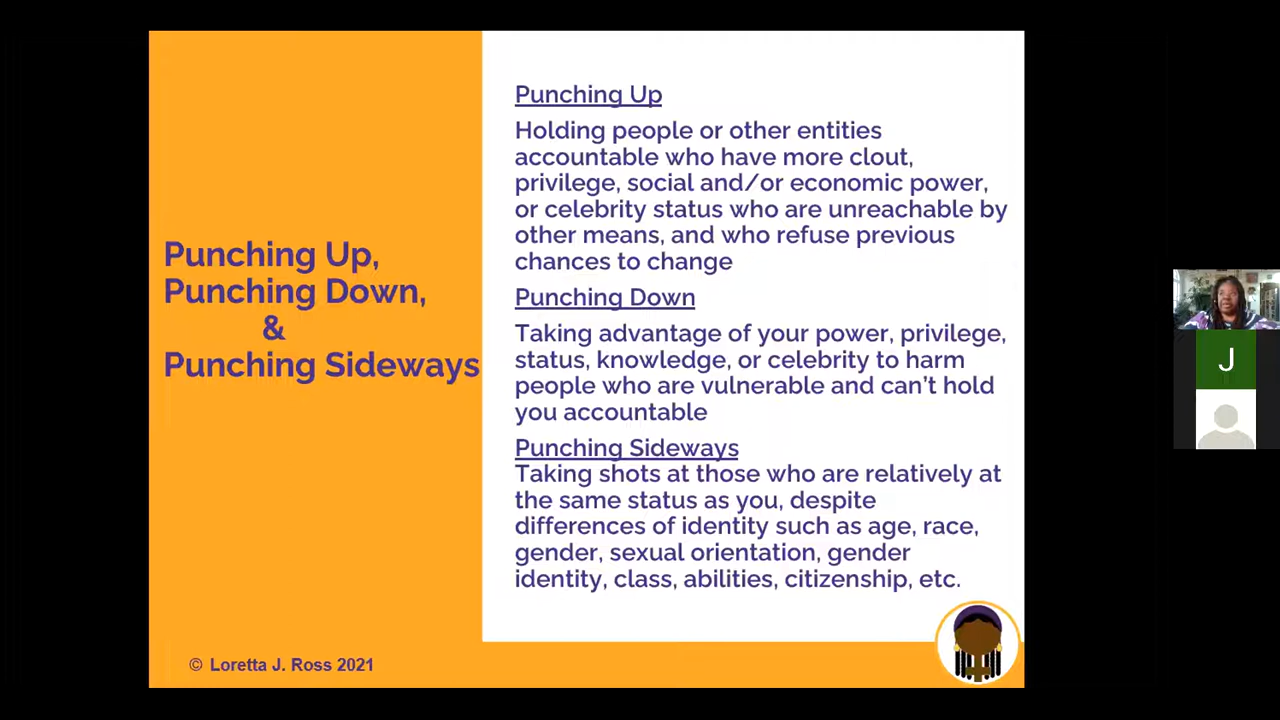 Punching Up,
Punching Down,
&
Punching Sideways
Punching Up
Holding people or other entities
accountable who have more clout,
privilege, social and/or economic power,
or celebrity status who are unreachable by
other means, and who refuse previous
chances to change
Punching Down
Taking advantage of your power, privilege,
status, knowledge, or celebrity to harm
people who are vulnerable and can’t hold
you accountable
Punching Sideways
Taking shots at those who are relatively at
the same status as you, despite
differences of identity such as age, race,
gender, sexual orientation, gender
identity, class, abilities, citizenship, etc.
© Loretta J. Ross 2021
J